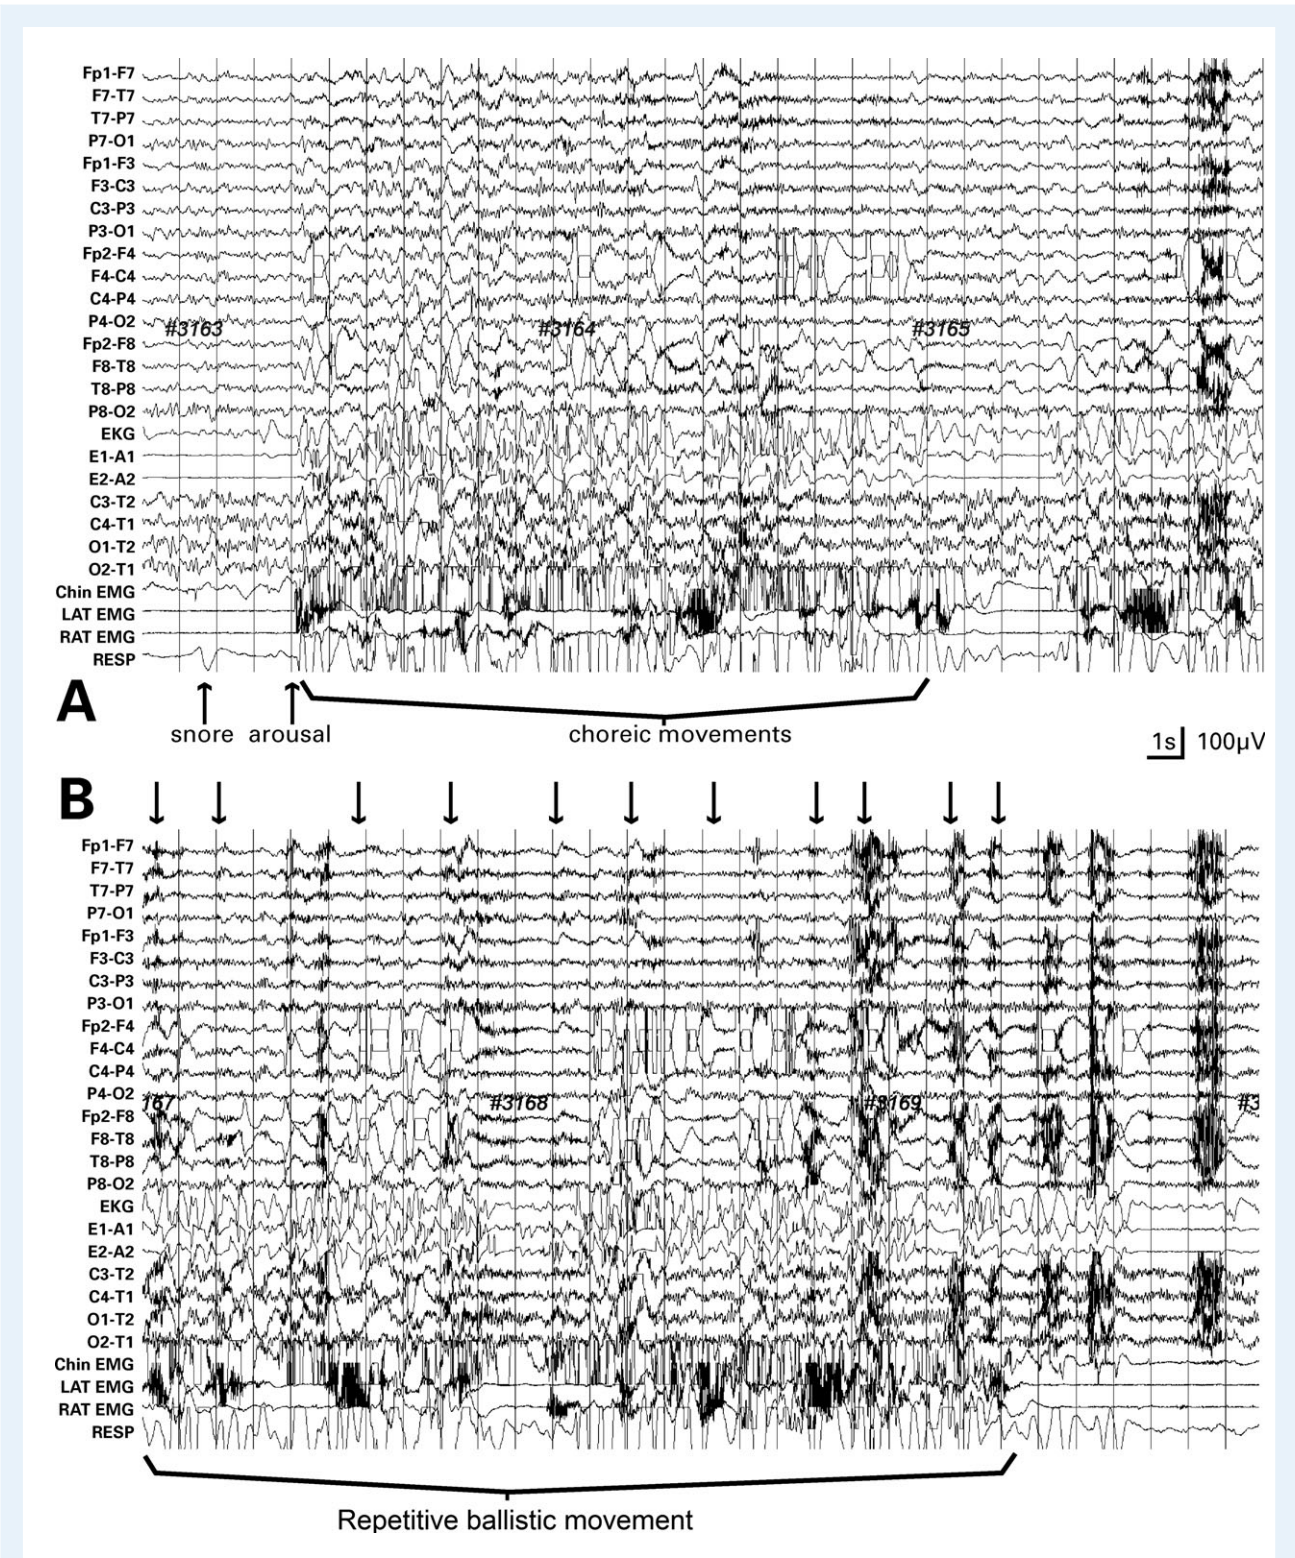 Fp1-F7
F7-T7
T7-P7
P7-O1
Fp1-F3
F3-C3
C3-P3
P3-O1
Fp2-F4
F4-C4
C4-P4
P4-O2
#3163 #3164 #3165
Fp2-F8
F8-T8
T8-P8
P8-O2
EKG
E1-A1
E2-A2
C3-T2
C4-T1
O1-T2
O2-T1
Chin EMG
LAT EMG
RAT EMG
RESP
A
snore arousal choreic movements
1s 100µV
B
Fp1-F7
F7-T7
T7-P7
P7-O1
Fp1-F3
F3-C3
C3-P3
P3-O1
Fp2-F4
F4-C4
C4-P4
P4-O2
167 #3168 #3169 #3
Fp2-F8
F8-T8
T8-P8
P8-O2
EKG
E1-A1
E2-A2
C3-T2
C4-T1
O1-T2
O2-T1
Chin EMG
LAT EMG
RAT EMG
RESP
Repetitive ballistic movement